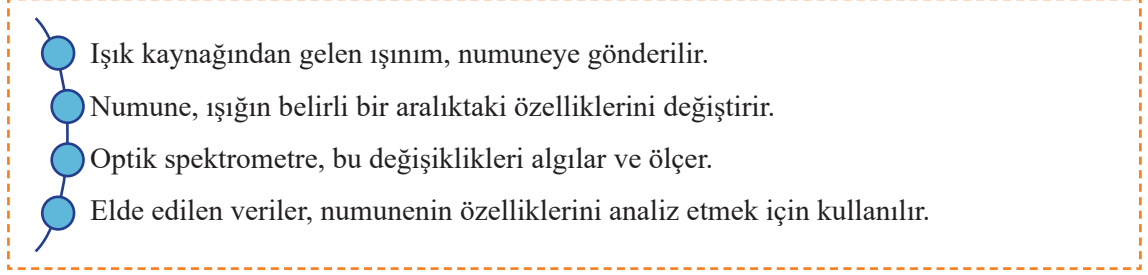 Işık kaynağından gelen ışınım, numuneye gönderilir.
Numune, ışığın belirli bir aralıktaki özelliklerini değiştirir.
Optik spektrometre, bu değişiklikleri algılar ve ölçer.
Elde edilen veriler, numunenin özelliklerini analiz etmek için kullanılır.